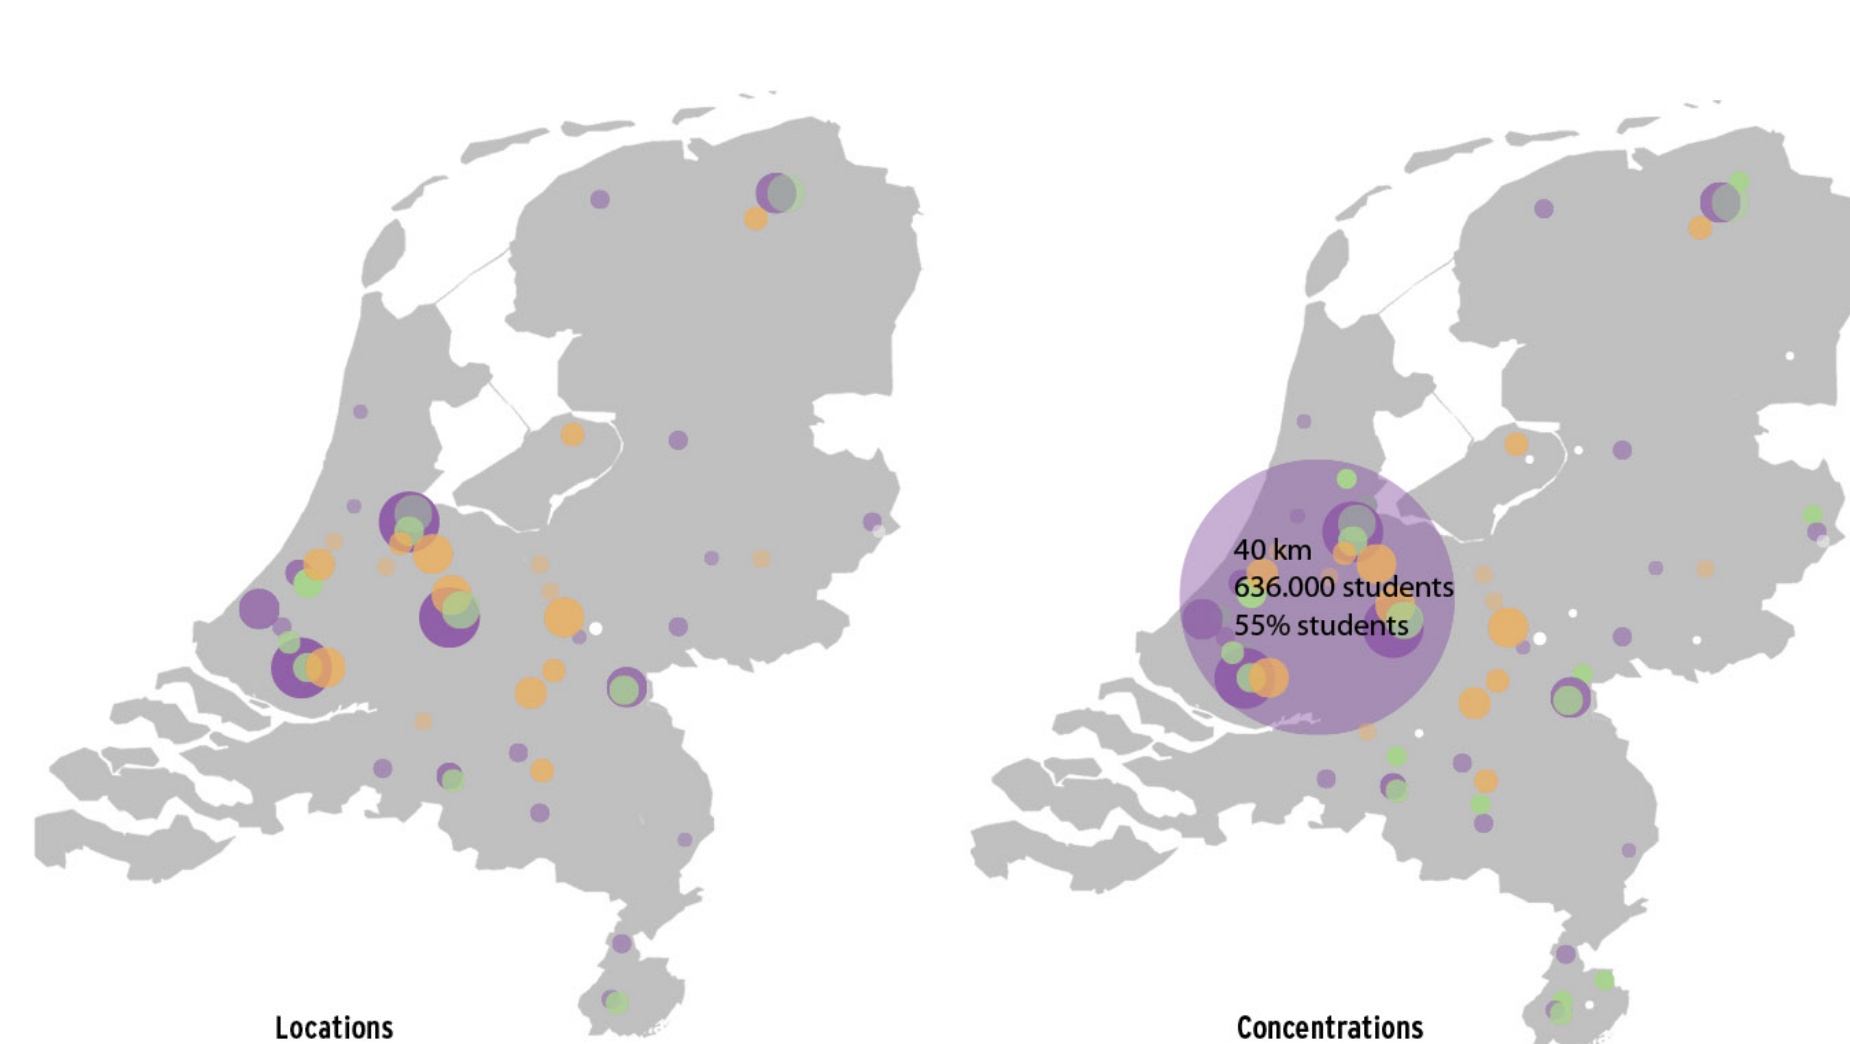 40 km
636.000 students
55% students
Locations
Concentrations